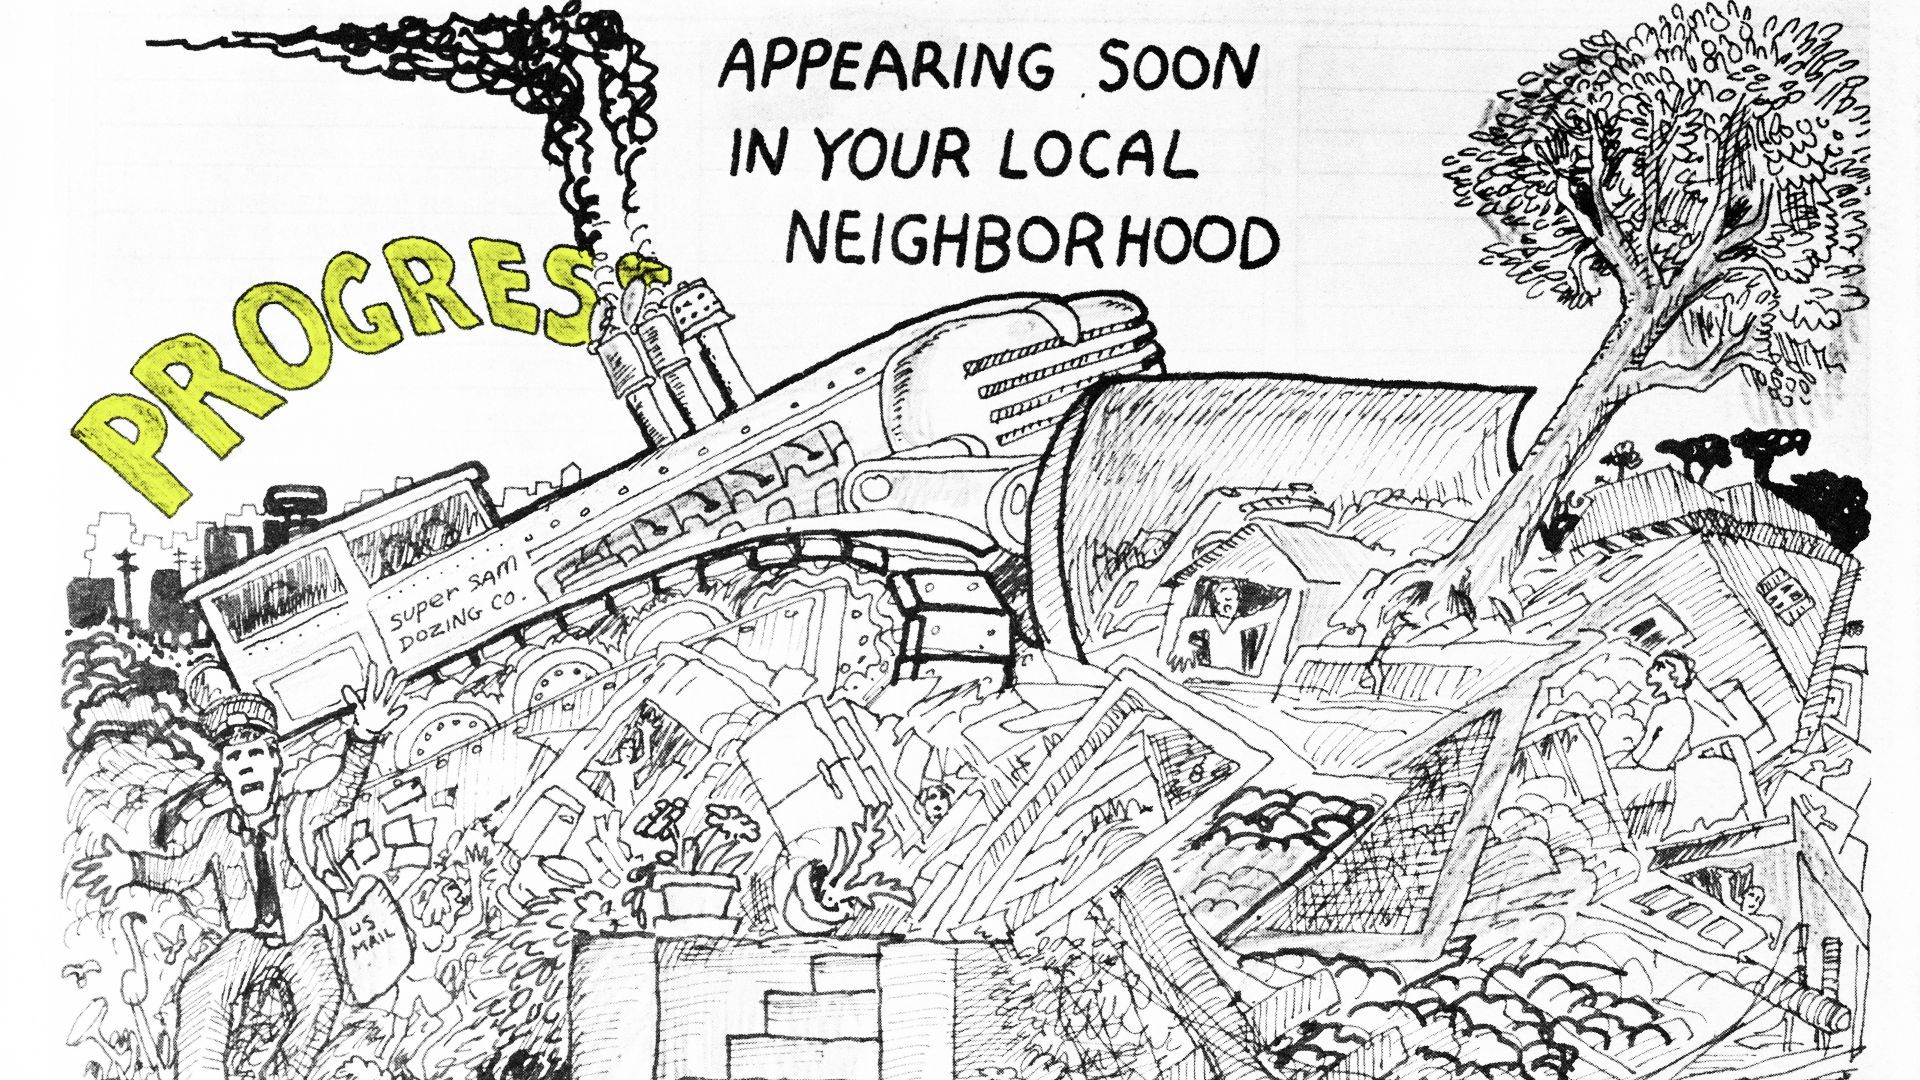 APPEARING SOON
IN YOUR LOCAL
NEIGHBORHOOD
PROGRESS
SUPER SAM
DOZING CO.
US
MAIL